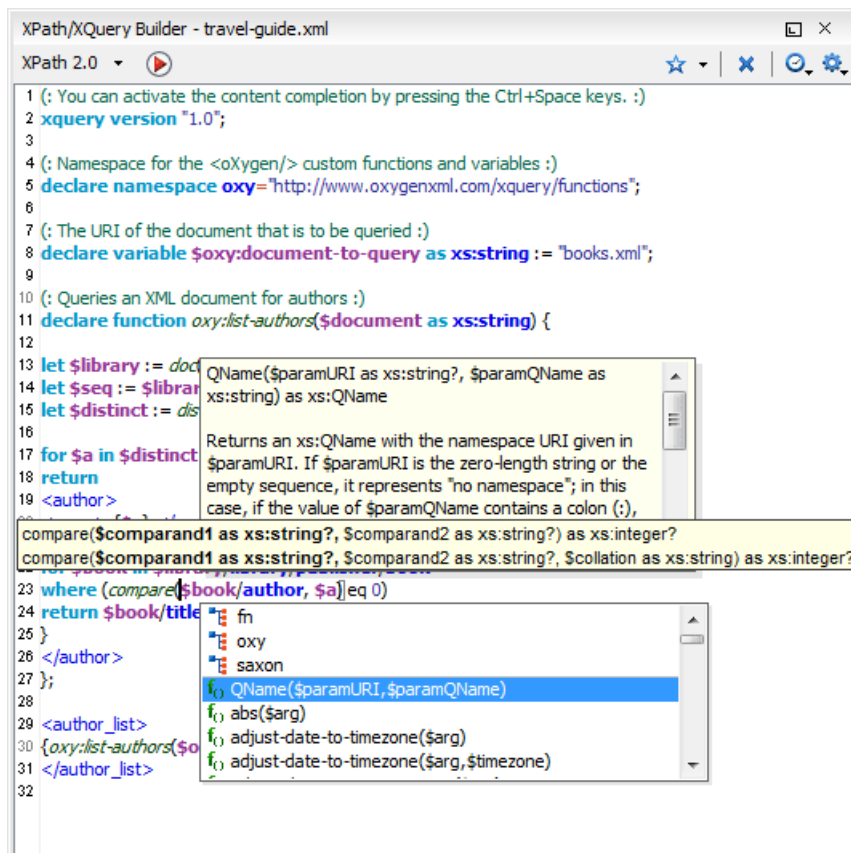 XPath/XQuery Builder - travel-guide.xml
XPath 2.0
1 (: You can activate the content completion by pressing the Ctrl+Space keys. :)
2 xquery version "1.0";
3
4 (: Namespace for the <oXygen/> custom functions and variables :)
5 declare namespace oxy="http://www.oxygenxml.com/xquery/functions";
6
7 (: The URI of the document that is to be queried :)
8 declare variable $oxy:document-to-query as xs:string := "books.xml";
9
10 (: Queries an XML document for authors :)
11 declare function oxy:list-authors($document as xs:string) {
12
13 let $library := doc
14 let $seq := $librar
15 let $distinct := dis
16
17 for $a in $distinct
18 return
19 <author>
QName($paramURI as xs:string?, $paramQName as
xs:string) as xs:QName
Returns an xs:QName with the namespace URI given in
$paramURI. If $paramURI is the zero-length string or the
empty sequence, it represents "no namespace"; in this
case, if the value of $paramQName contains a colon (:),
compare($comparand1 as xs:string?, $comparand2 as xs:string?) as xs:integer?
compare($comparand1 as xs:string?, $comparand2 as xs:string?, $collation as xs:string) as xs:integer?
23 where (compare($book/author, $a) eq 0)
24 return $book/title
25 }
26 </author>
27 };
28
29 <author_list>
30 {oxy:list-authors($o
31 </author_list>
32
fn
oxy
saxon
f() QName($paramURI,$paramQName)
f() abs($arg)
f() adjust-date-to-timezone($arg)
f() adjust-date-to-timezone($arg,$timezone)